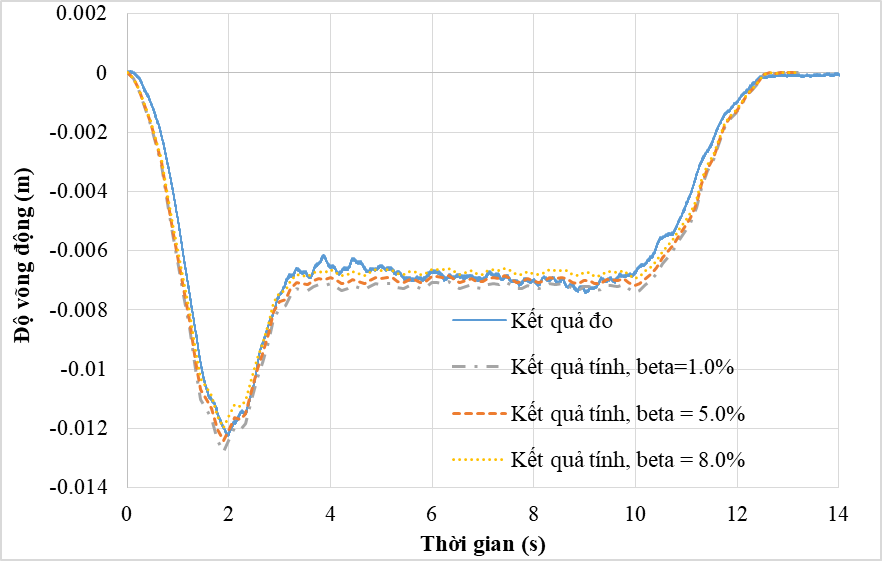 0.002
0
-0.002
-0.004
-0.006
-0.008
-0.01
-0.012
-0.014
0 2 4 6 8 10 12 14
Độ võng động (m)
Thời gian (s)
Kết quả đo
Kết quả tính, beta=1.0%
Kết quả tính, beta = 5.0%
Kết quả tính, beta = 8.0%